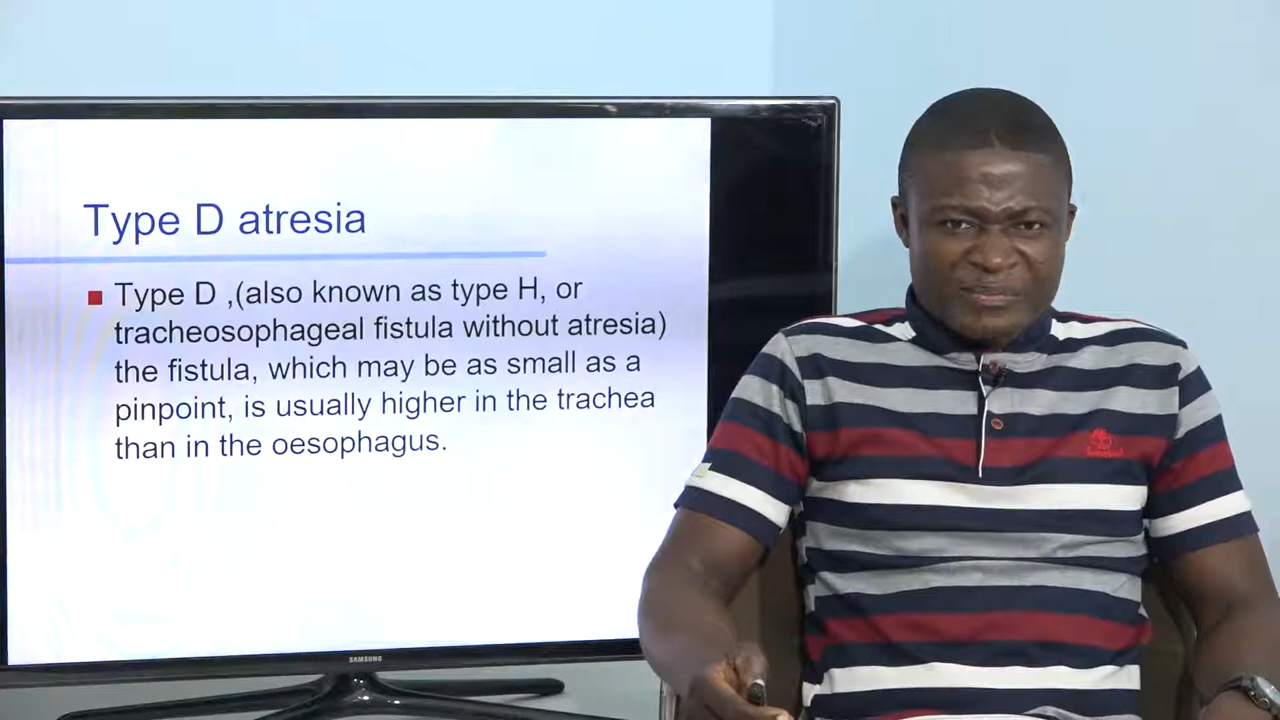 Type D atresia
Type D ,(also known as type H, or
tracheosophageal fistula without atresia)
the fistula, which may be as small as a
pinpoint, is usually higher in the trachea
than in the oesophagus.
SAMSUNG